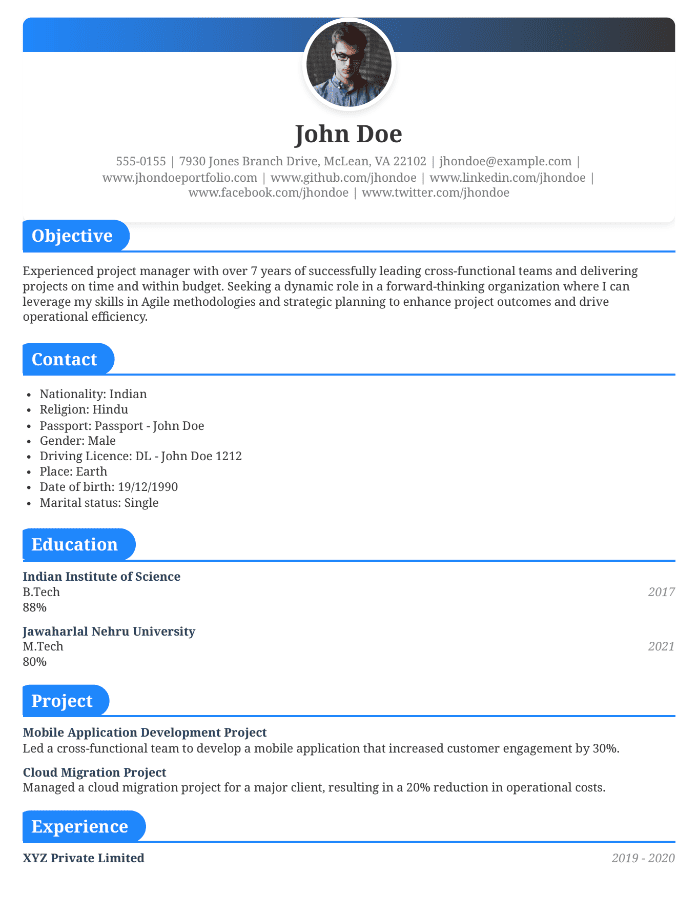 John Doe
555-0155 | 7930 Jones Branch Drive, McLean, VA 22102 | jhondoe@example.com |
www.jhondoeportfolio.com | www.github.com/jhondoe | www.linkedin.com/jhondoe |
www.facebook.com/jhondoe | www.twitter.com/jhondoe
Objective
Experienced project manager with over 7 years of successfully leading cross-functional teams and delivering
projects on time and within budget. Seeking a dynamic role in a forward-thinking organization where I can
leverage my skills in Agile methodologies and strategic planning to enhance project outcomes and drive
operational efficiency.
Contact
• Nationality: Indian
• Religion: Hindu
• Passport: Passport - John Doe
• Gender: Male
• Driving Licence: DL - John Doe 1212
• Place: Earth
• Date of birth: 19/12/1990
• Marital status: Single
Education
Indian Institute of Science
B.Tech 2017
88%
Jawaharlal Nehru University
M.Tech 2021
80%
Project
Mobile Application Development Project
Led a cross-functional team to develop a mobile application that increased customer engagement by 30%.
Cloud Migration Project
Managed a cloud migration project for a major client, resulting in a 20% reduction in operational costs.
Experience
XYZ Private Limited 2019 - 2020